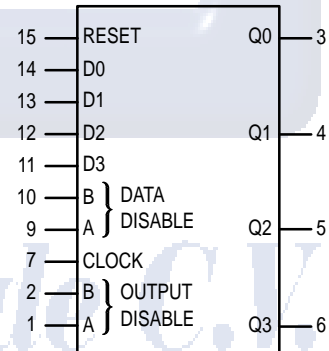 15 RESET Q0 3
14 D0
13 D1
12 D2 Q1 4
11 D3
10 B DATA
9 A DISABLE Q2 5
7 CLOCK
2 B OUTPUT
1 A DISABLE Q3 6
de C.V.